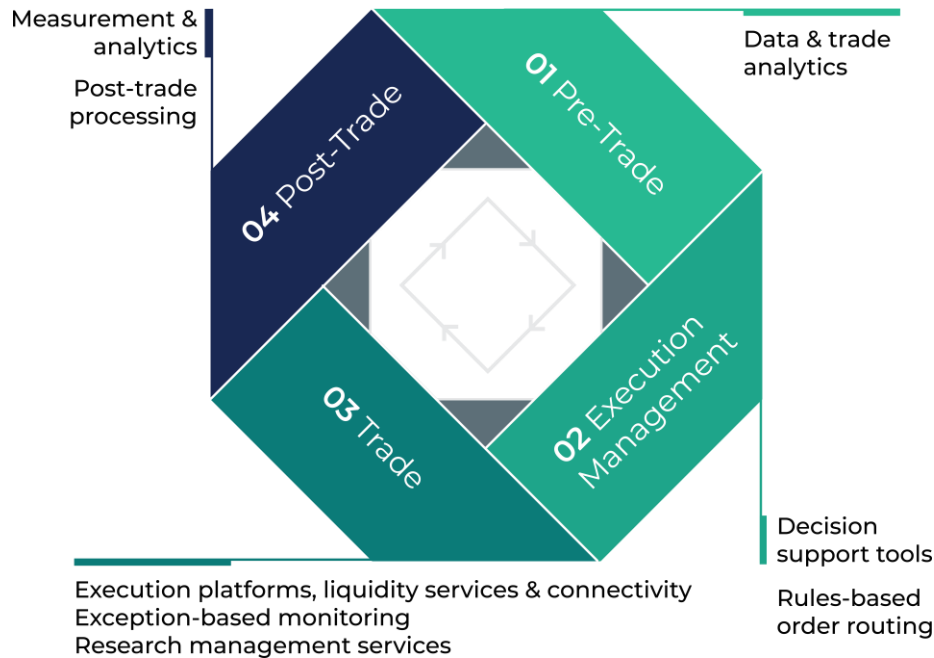 Data & trade
analytics
01 Pre-Trade
02 Execution
Management
Decision
support tools
Rules-based
order routing
03 Trade
Execution platforms, liquidity services & connectivity
Exception-based monitoring
Research management services
04 Post-Trade
Measurement &
analytics
Post-trade
processing